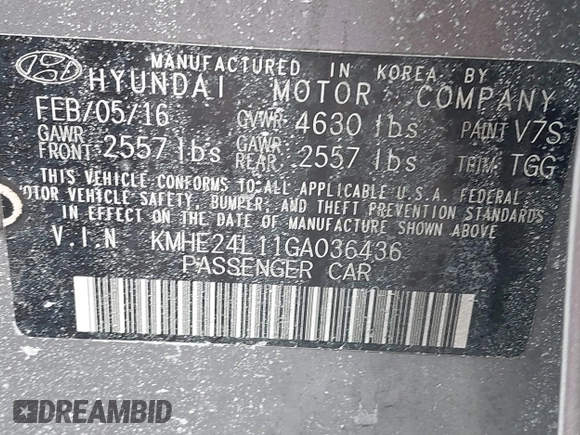 MANUFACTURED IN KOREA BY
HYUNDAI MOTOR COMPANY
FEB/05/16 GVWR 4630 lbs PAINT V7S
GAWR FRONT 2557 lbs GAWR REAR 2557 lbs TRIM TGG
THIS VEHICLE CONFORMS TO ALL APPLICABLE U.S.A. FEDERAL
MOTOR VEHICLE SAFETY, BUMPER, AND THEFT PREVENTION STANDARDS
IN EFFECT ON THE DATE OF MANUFACTURE SHOWN ABOVE
V.I.N KMHE24L11GA036436
PASSENGER CAR
DREAMBID